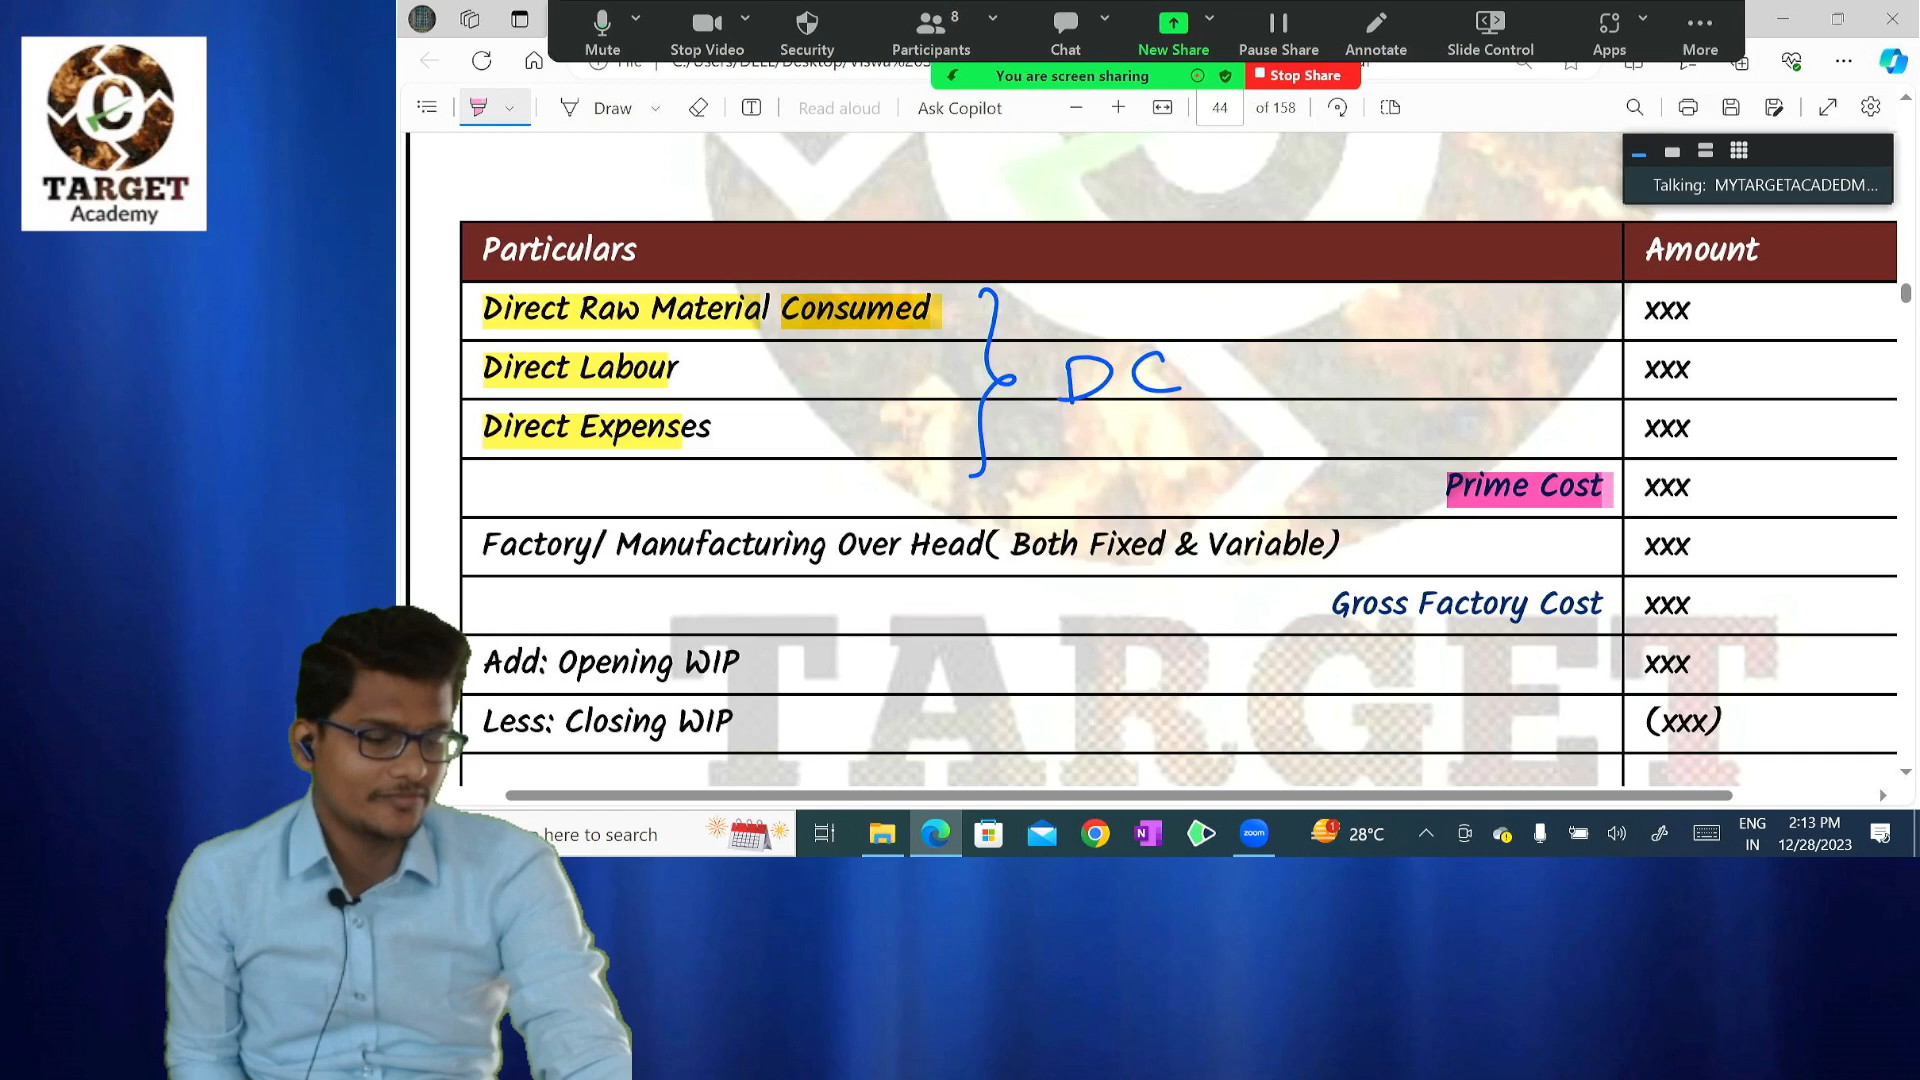 8
Mute
Stop Video
Security
Participants
Chat
New Share
Pause Share
Annotate
Slide Control
Apps
More
You are screen sharing
Stop Share
Draw
Read aloud
Ask Copilot
44
of 158
Talking: MYTARGETACADEDM...
C
TARGET
Academy
Particulars
Amount
Direct Raw Material Consumed
xxx
DC
Direct Labour
xxx
Direct Expenses
xxx
Prime Cost
xxx
Factory/ Manufacturing Over Head( Both Fixed & Variable)
xxx
Gross Factory Cost
xxx
Add: Opening WIP
xxx
Less: Closing WIP
(xxx)
TARGET
here to search
N
zoom
1
28°C
ENG
IN
2:13 PM
12/28/2023